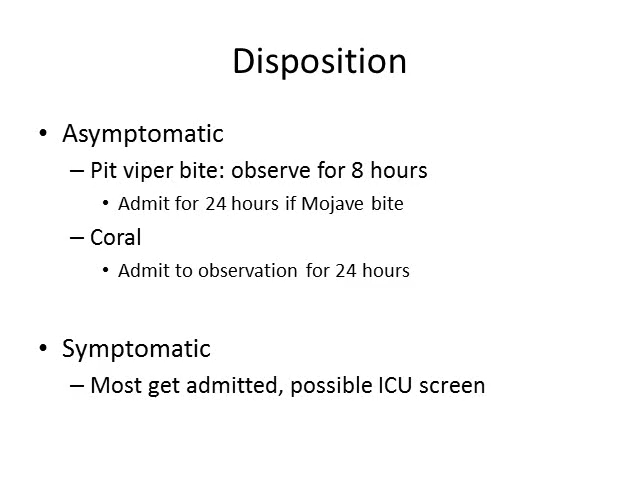 Disposition
• Asymptomatic
– Pit viper bite: observe for 8 hours
• Admit for 24 hours if Mojave bite
– Coral
• Admit to observation for 24 hours
• Symptomatic
– Most get admitted, possible ICU screen